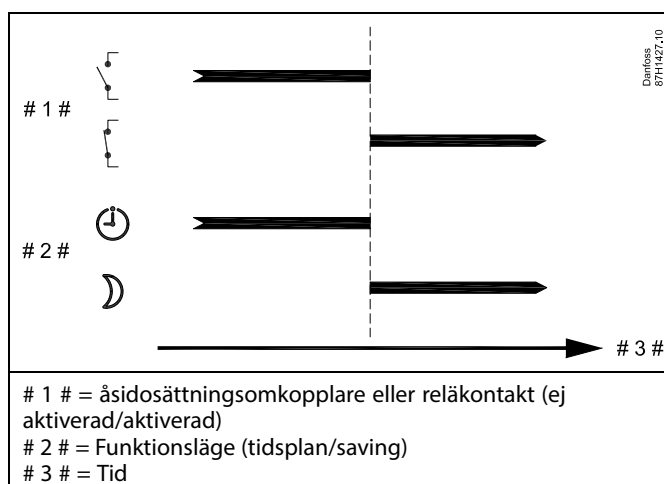 Danfoss
87H1427.10
# 1 #
# 2 #
# 3 #
# 1 # = åsidosättningsomkopplare eller reläkontakt (ej
aktiverad/aktiverad)
# 2 # = Funktionsläge (tidsplan/saving)
# 3 # = Tid